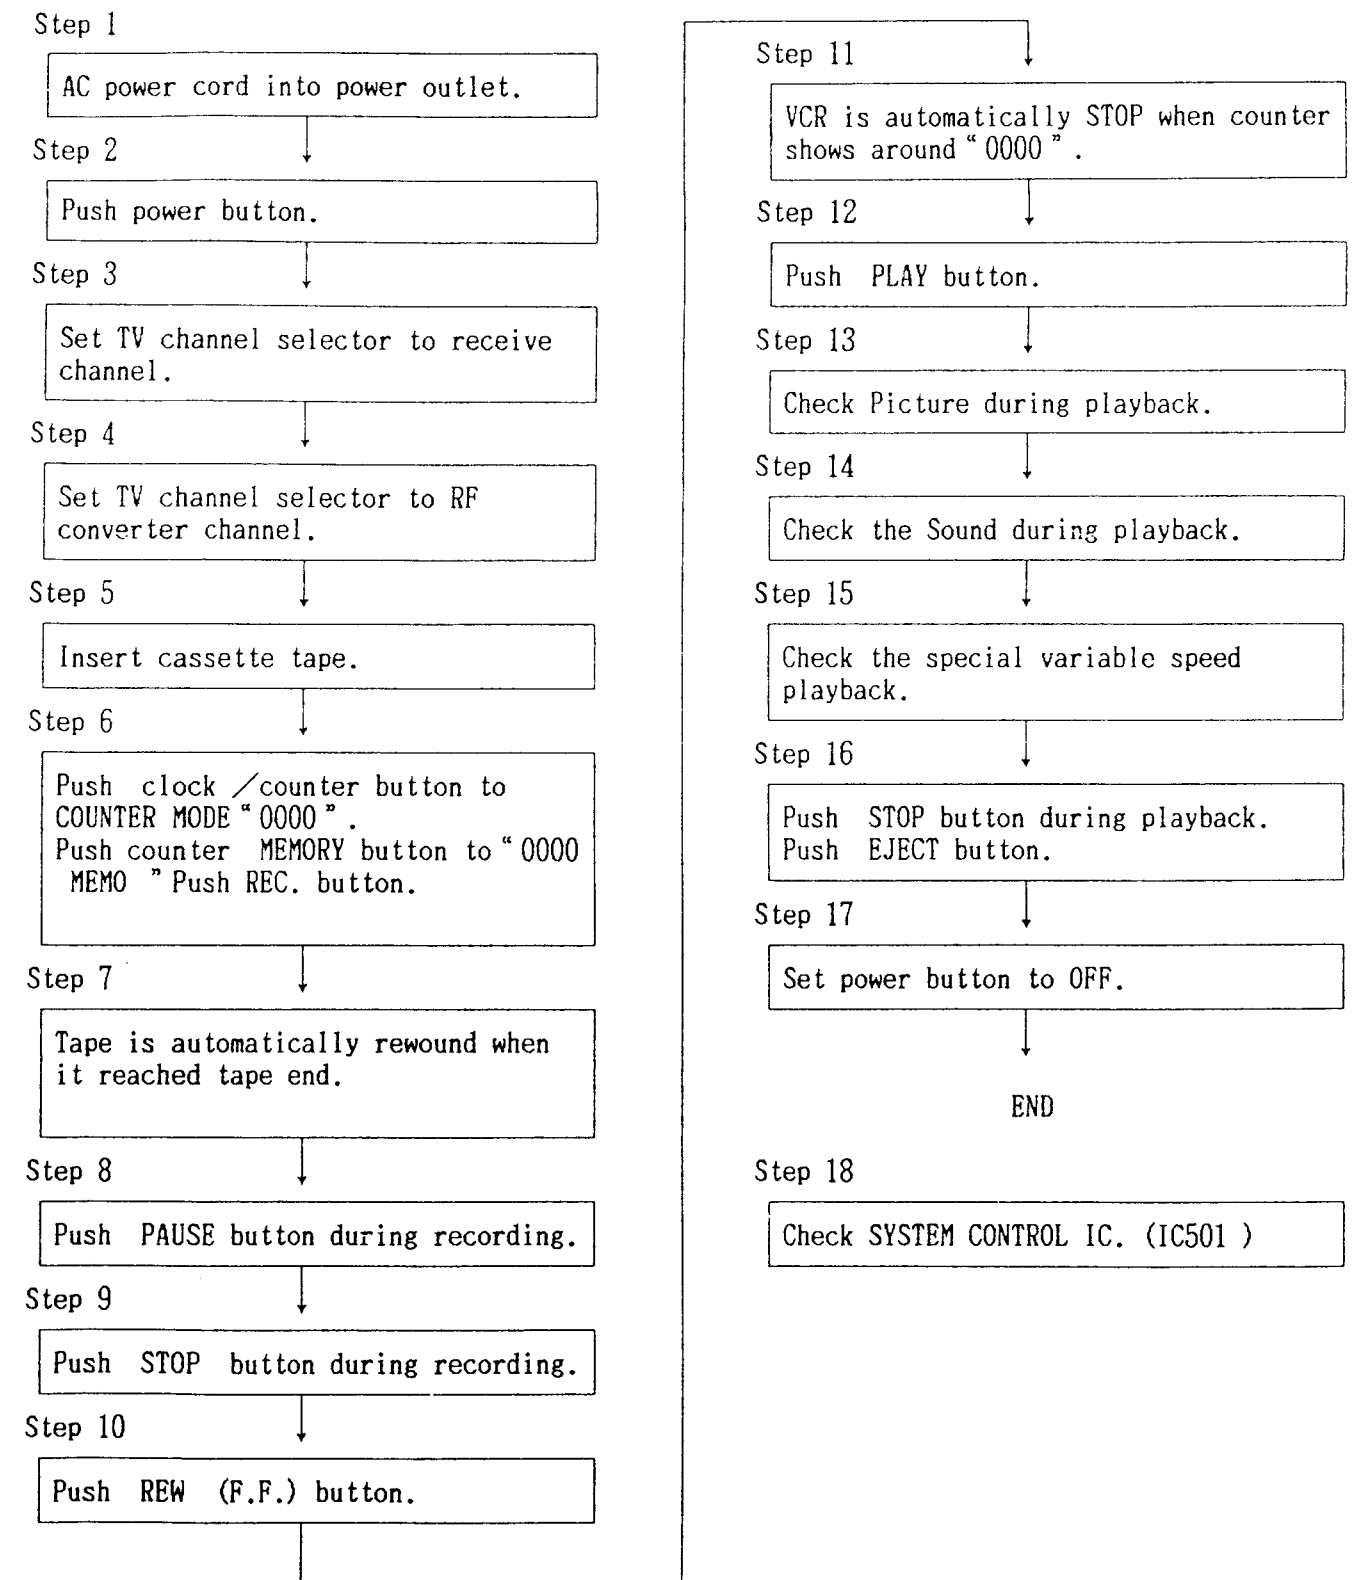 Step 1
AC power cord into power outlet.
Step 2
Push power button.
Step 3
Set TV channel selector to receive
channel.
Step 4
Set TV channel selector to RF
converter channel.
Step 5
Insert cassette tape.
Step 6
Push clock /counter button to
COUNTER MODE “ 0000 ” .
Push counter MEMORY button to “ 0000
MEMO ” Push REC. button.
Step 7
Tape is automatically rewound when
it reached tape end.
Step 8
Push PAUSE button during recording.
Step 9
Push STOP button during recording.
Step 10
Push REW (F.F.) button.
Step 11
VCR is automatically STOP when counter
shows around “ 0000 ” .
Step 12
Push PLAY button.
Step 13
Check Picture during playback.
Step 14
Check the Sound during playback.
Step 15
Check the special variable speed
playback.
Step 16
Push STOP button during playback.
Push EJECT button.
Step 17
Set power button to OFF.
END
Step 18
Check SYSTEM CONTROL IC. (IC501 )